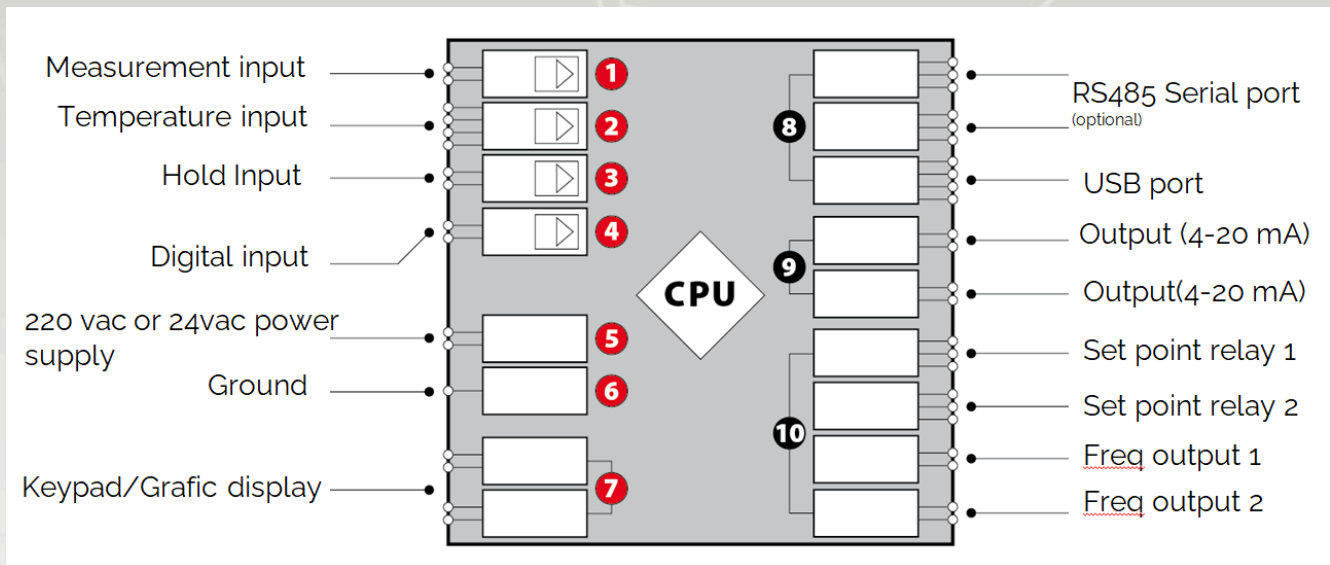 Measurement input
Temperature input
Hold Input
Digital input
220 vac or 24vac power
supply
Ground
Keypad/Grafic display
1
2
3
4
5
6
7
CPU
8
9
10
RS485 Serial port
(optional)
USB port
Output (4-20 mA)
Output(4-20 mA)
Set point relay 1
Set point relay 2
Freq output 1
Freq output 2